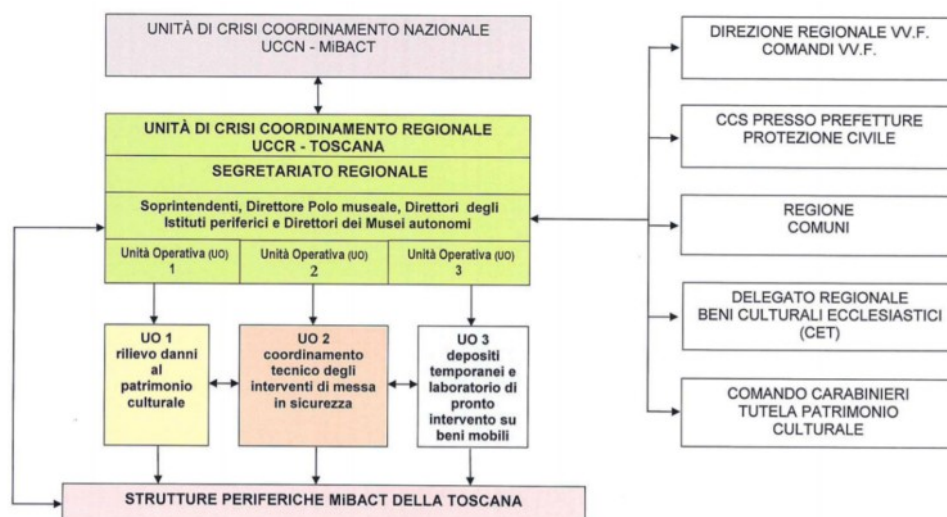 UNITÀ DI CRISI COORDINAMENTO NAZIONALE
UCCN - MiBACT
UNITÀ DI CRISI COORDINAMENTO REGIONALE
UCCR - TOSCANA
SEGRETARIATO REGIONALE
Soprintendenti, Direttore Polo museale, Direttori degli
Istituti periferici e Direttori dei Musei autonomi
Unità Operativa (UO)
1
Unità Operativa (UO)
2
Unità Operativa (UO)
3
UO 1
rilievo danni
al
patrimonio
culturale
UO 2
coordinamento
tecnico degli
interventi di messa
in sicurezza
UO 3
depositi
temporanei e
laboratorio di
pronto
intervento su
beni mobili
STRUTTURE PERIFERICHE MiBACT DELLA TOSCANA
DIREZIONE REGIONALE VV.F.
COMANDI VV.F.
CCS PRESSO PREFETTURE
PROTEZIONE CIVILE
REGIONE
COMUNI
DELEGATO REGIONALE
BENI CULTURALI ECCLESIASTICI
(CET)
COMANDO CARABINIERI
TUTELA PATRIMONIO
CULTURALE